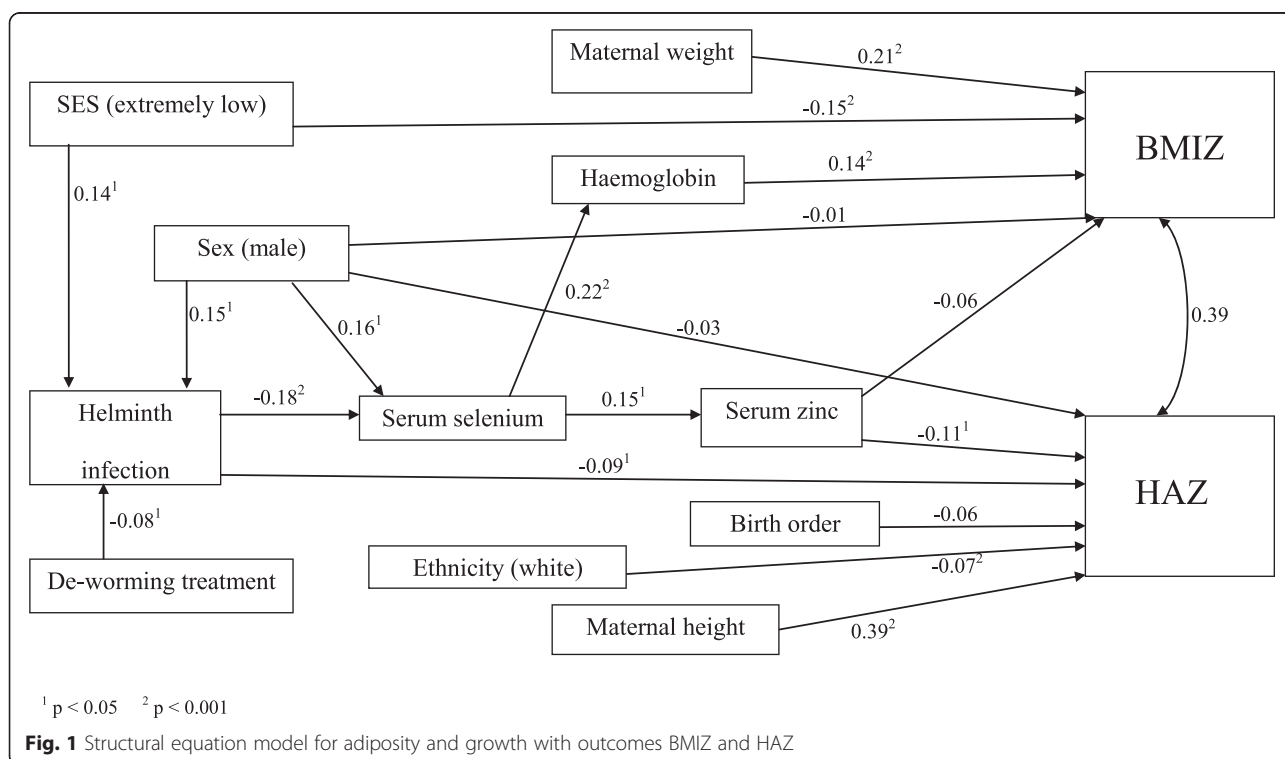 Maternal weight
0.21²
SES (extremely low)
-0.15²
BMIZ
Haemoglobin
0.14²
0.14¹
-0.01
Sex (male)
0.22²
-0.06
0.15¹
0.16¹
-0.03
0.39
Helminth
infection
-0.18²
Serum selenium
0.15¹
Serum zinc
-0.11¹
-0.09¹
HAZ
-0.08¹
Birth order
-0.06
De-worming treatment
Ethnicity (white)
-0.07²
Maternal height
0.39²
¹ p < 0.05 ² p < 0.001
Fig. 1 Structural equation model for adiposity and growth with outcomes BMIZ and HAZ